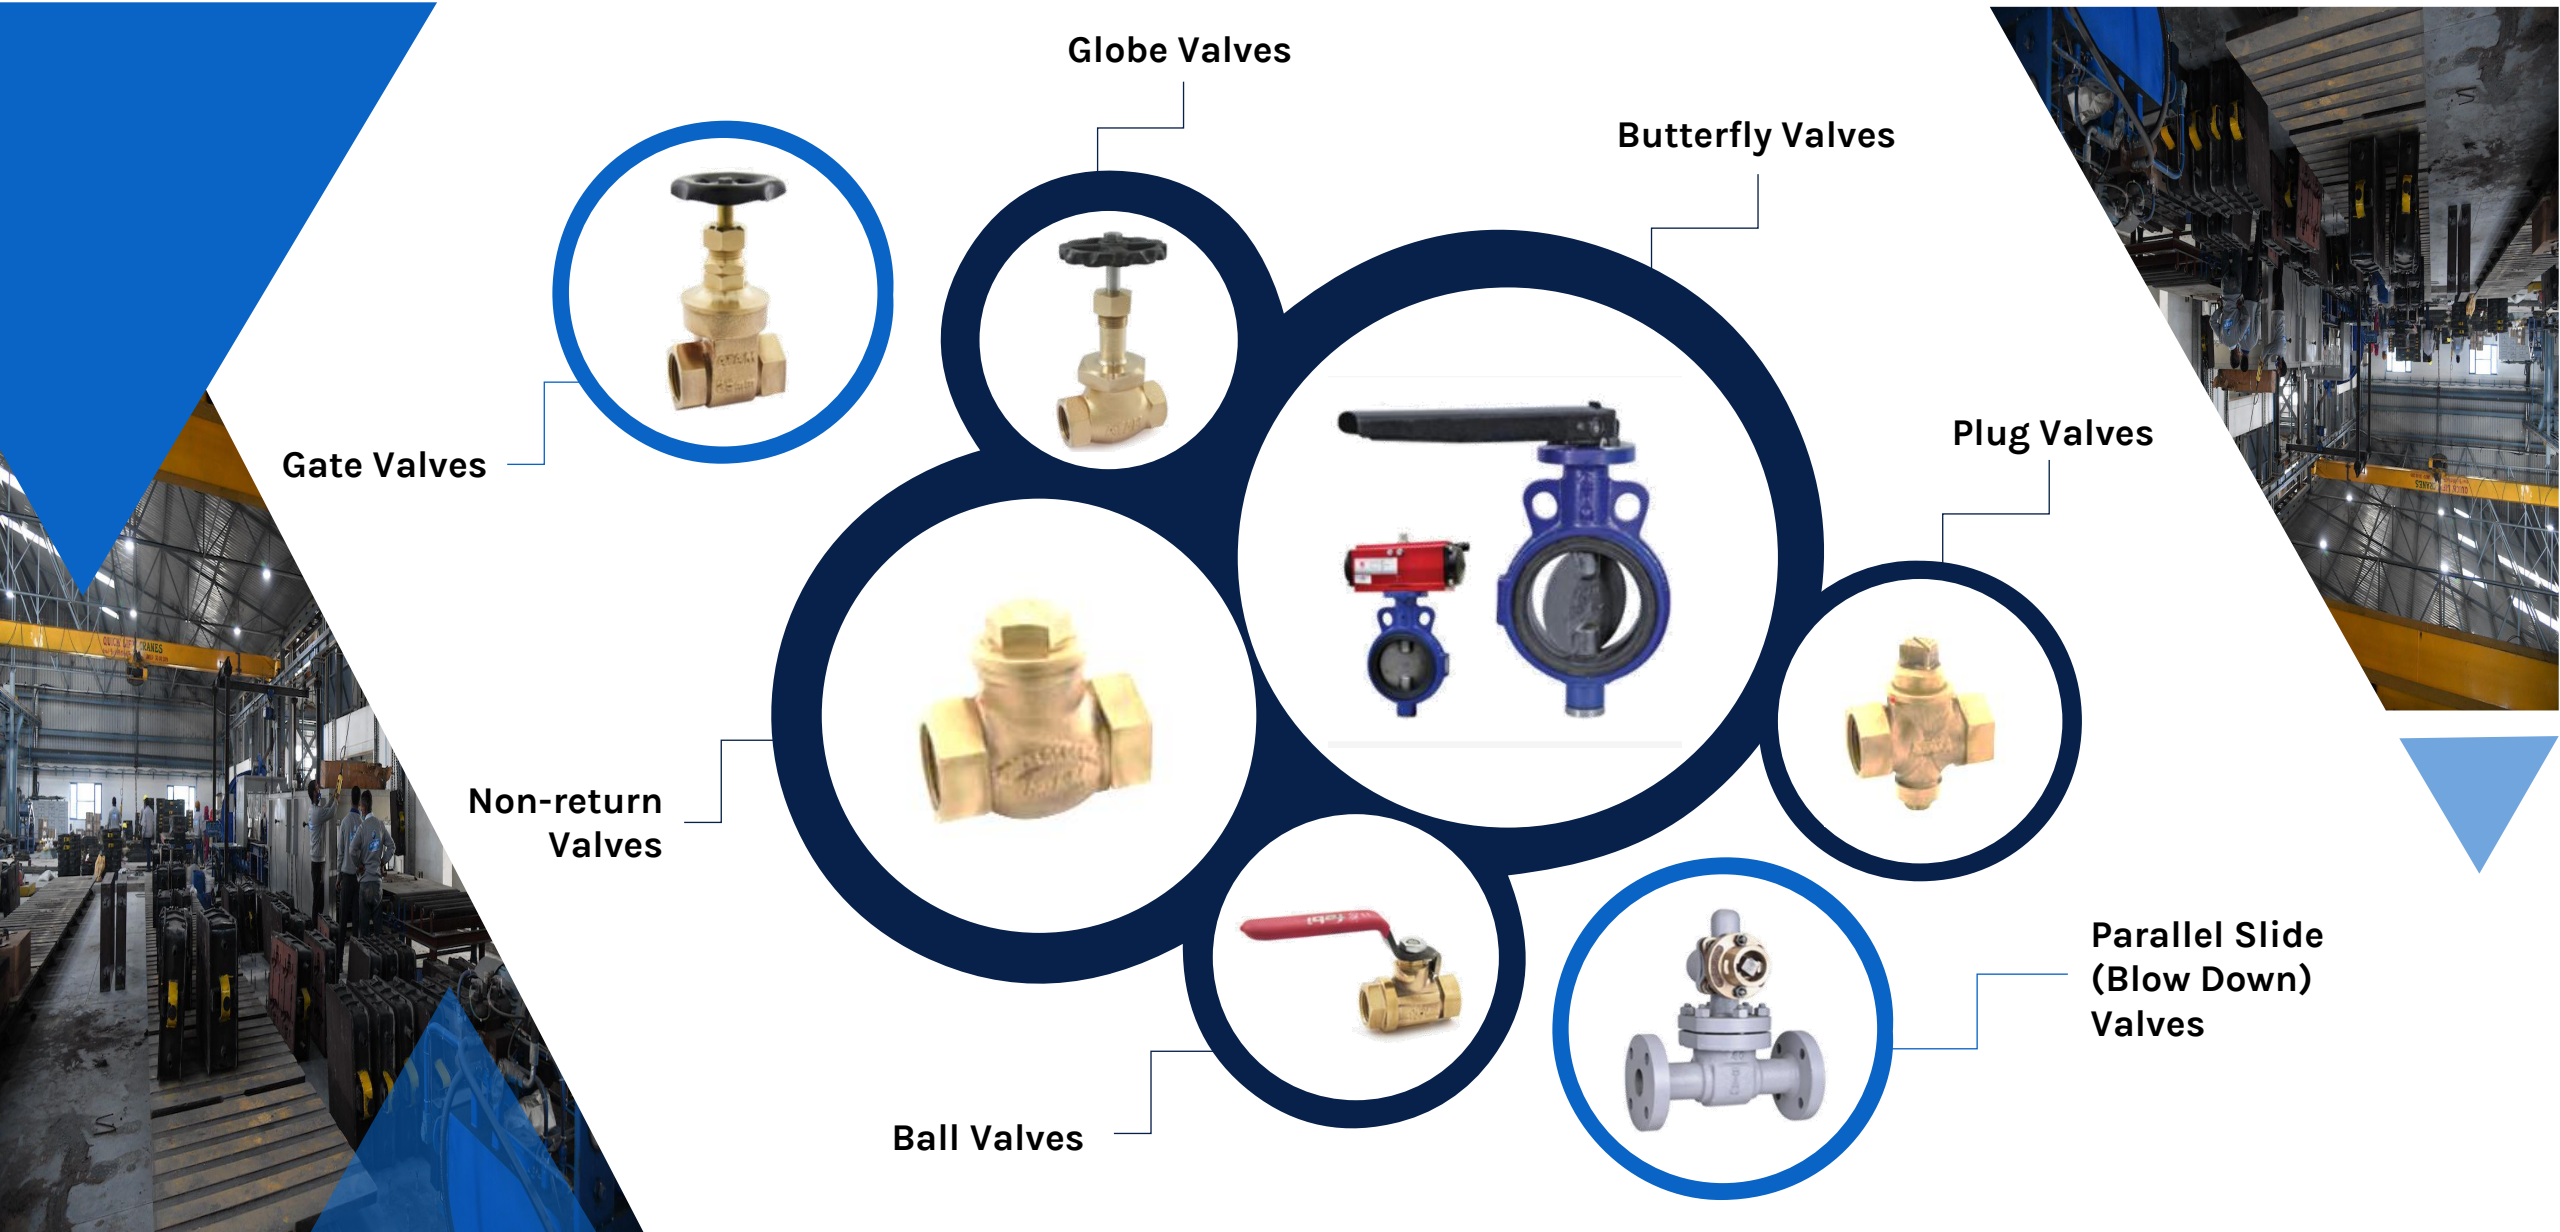 Globe Valves
Butterfly Valves
Gate Valves
Plug Valves
Non-return
Valves
Parallel Slide
(Blow Down)
Valves
Ball Valves